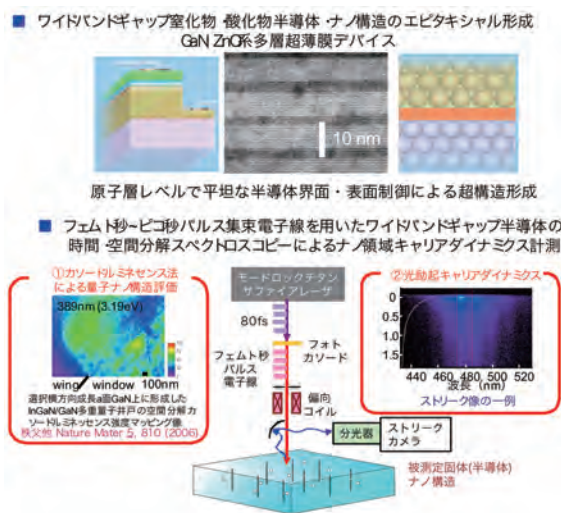 ■ ワイドバンドギャップ窒化物・酸化物半導体・ナノ構造のエピタキシャル形成
GaN, ZnO系多層超薄膜デバイス
10 nm
原子層レベルで平坦な半導体界面・表面制御による超構造形成
■ フェムト秒~ピコ秒パルス集束電子線を用いたワイドバンドギャップ半導体の
時間・空間分解スペクトロスコピーによるナノ領域キャリアダイナミクス計測
①カソードルミネセンス法
による量子ナノ構造評価
389nm (3.19eV)
wing window 100nm
選択横方向成長a面GaN上に形成した
InGaN/GaN多重量子井戸の空間分解カ
ソードルミネッセンス強度マッピング像
秩父他 Nature Mater 5, 810 (2006)
モードロックチタン
サファイアレーザ
80fs
フォト
カソード
フェムト秒
パルス
電子線
偏向
コイル
分光器
ストリーク
カメラ
被測定固体(半導体)
ナノ構造
②光励起キャリアダイナミクス
0
0.5
1.0
1.5
440 460 480 500 520
波長 (nm)
ストリーク像の一例